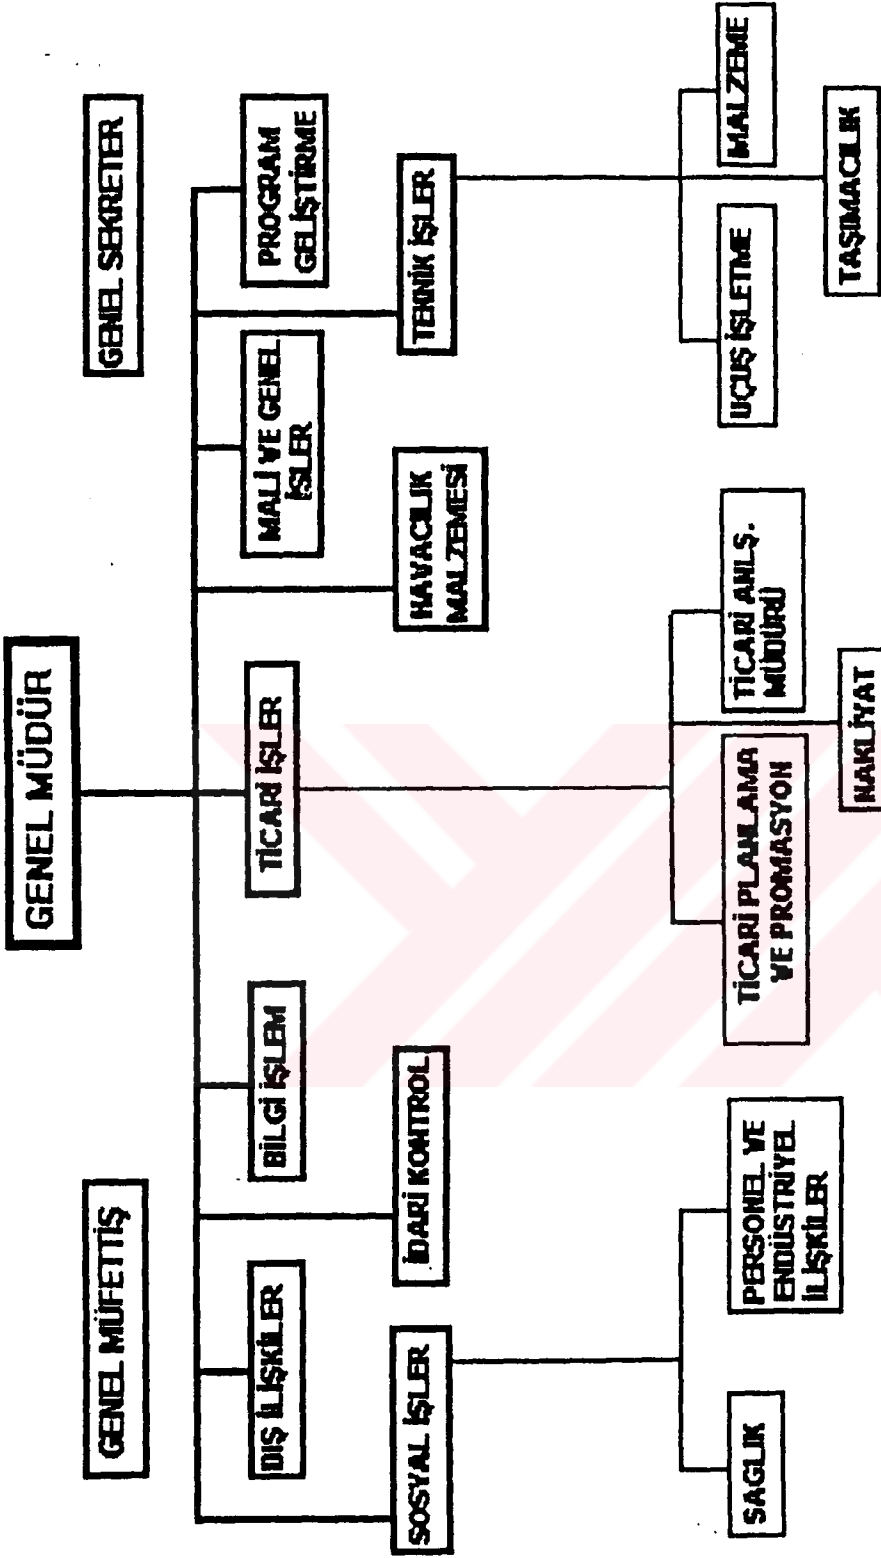 GENEL MÜDÜR
GENEL MÜFETTİŞ
GENEL SEKRETER
DIŞ İLİŞKİLER
BİLGİ İŞLEM
TİCARİ İŞLER
MALİ VE GENEL
İŞLER
PROGRAM
GELİŞTİRME
SOSYAL İŞLER
İDARİ KONTROL
HAVACILIK
MALZEMESİ
TEKNİK İŞLER
SAGLIK
PERSONEL VE
ENDÜSTRİYEL
İLİŞKİLER
TİCARİ PLANLAMA
VE PROMASYON
TİCARİ ANLŞ.
MÜDÜRÜ
UÇUŞ İŞLETME
MALZEME
NAKLİYAT
TAŞIMACILIK